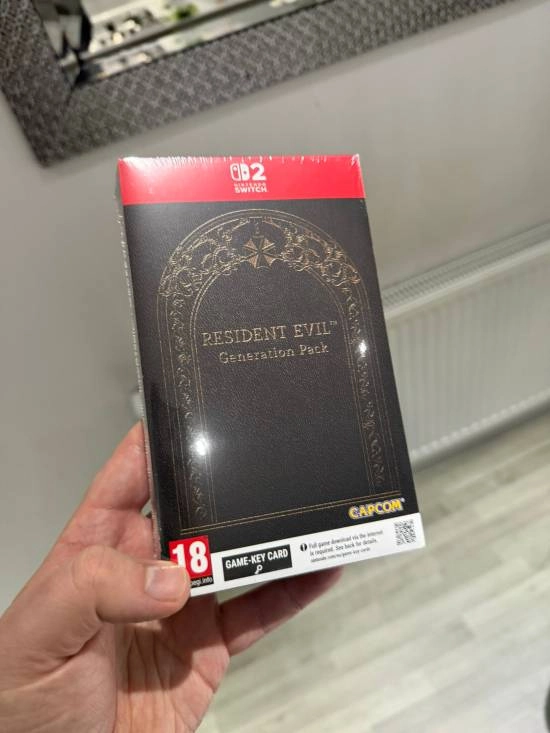 2
NINTENDO
SWITCH
RESIDENT EVIL™
Generation Pack
CAPCOM®
18
pegi.info
GAME-KEY CARD
Full game download via the internet
is required. See back for details.